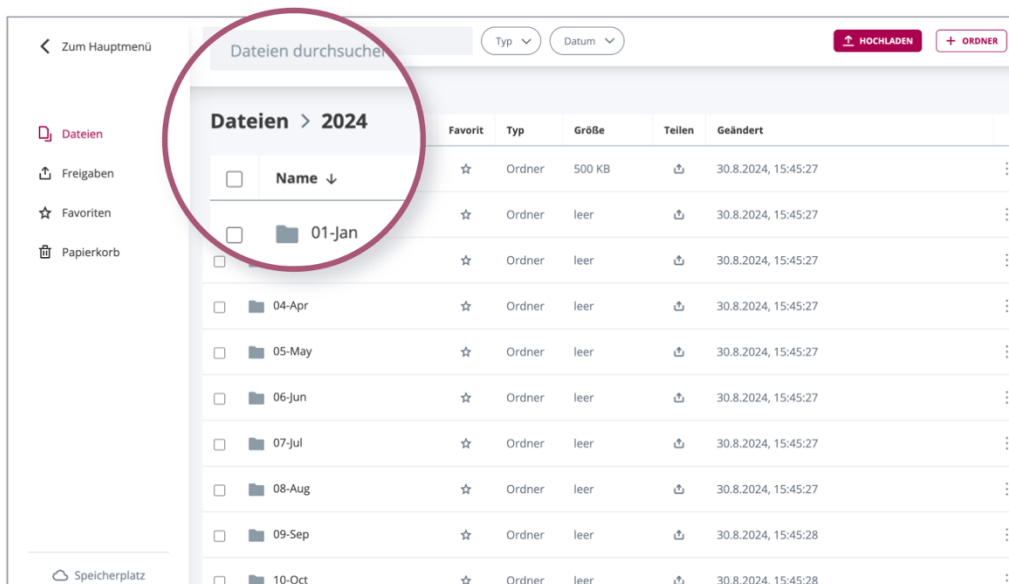 Zum Hauptmenü
Dateien durchsuchen
Typ
Datum
HOCHLADEN
+ ORDNER
Dateien
Freigaben
Favoriten
Papierkorb
Speicherplatz
Dateien > 2024
Name Favorit Typ Größe Teilen Geändert
01-Jan Ordner 500 KB 30.8.2024, 15:45:27
Ordner leer 30.8.2024, 15:45:27
Ordner leer 30.8.2024, 15:45:27
04-Apr Ordner leer 30.8.2024, 15:45:27
05-May Ordner leer 30.8.2024, 15:45:27
06-Jun Ordner leer 30.8.2024, 15:45:27
07-Jul Ordner leer 30.8.2024, 15:45:27
08-Aug Ordner leer 30.8.2024, 15:45:27
09-Sep Ordner leer 30.8.2024, 15:45:28
10-Oct Ordner leer 30.8.2024, 15:45:28